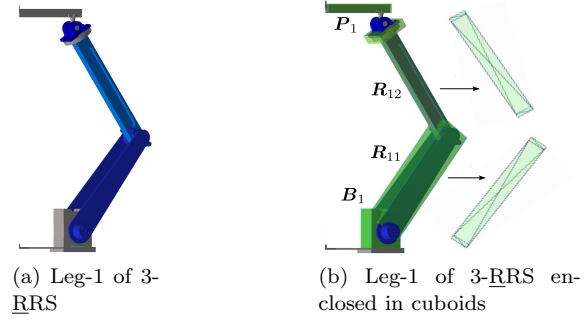 P1
R12
R11
B1
(a) Leg-1 of 3-
RRS
(b) Leg-1 of 3-RRS en-
closed in cuboids